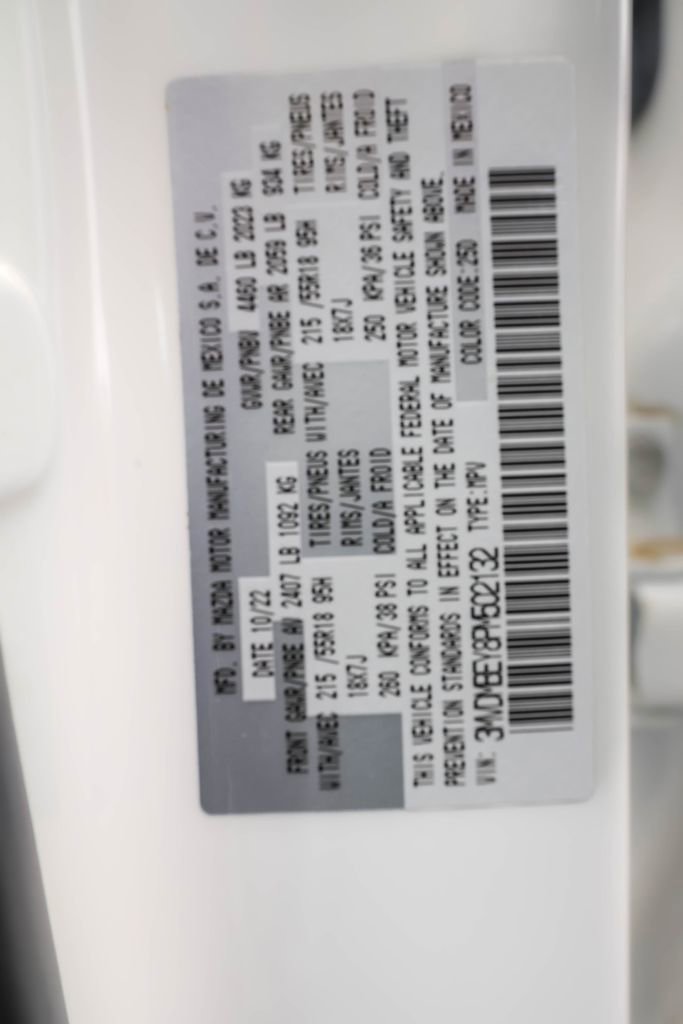 MFD. BY MAZDA MOTOR MANUFACTURING DE MEXICO S.A. DE C.V.
DATE 10/22 GVWR/PNBV 4460 LB 2023 KG
FRONT GAWR/PNBE AV 2407 LB 1092 KG REAR GAWR/PNBE AR 2059 LB 934 KG
WITH/AVEC 215 /55R18 95H TIRES/PNEUS WITH/AVEC 215 /55R18 95H TIRES/PNEUS
18X7J RIMS/JANTES 18X7J RIMS/JANTES
260 KPA/38 PSI COLD/A FROID 250 KPA/36 PSI COLD/A FROID
THIS VEHICLE CONFORMS TO ALL APPLICABLE FEDERAL MOTOR VEHICLE SAFETY AND THEFT
PREVENTION STANDARDS IN EFFECT ON THE DATE OF MANUFACTURE SHOWN ABOVE.
VIN: TYPE:MPV COLOR CODE:25D MADE IN MEXICO